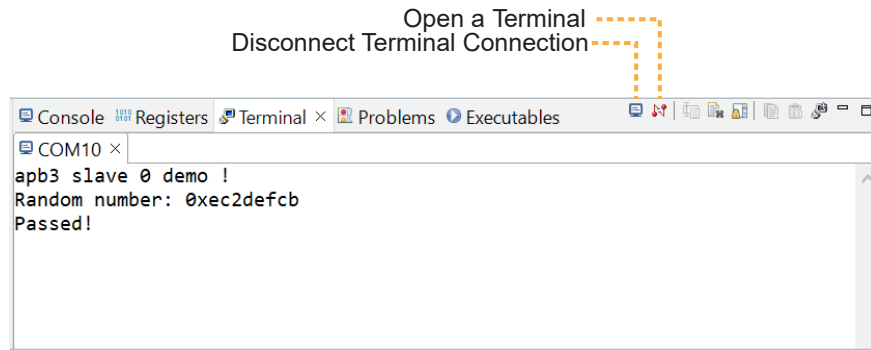 Open a Terminal
Disconnect Terminal Connection
Console Registers Terminal Problems Executables
COM10
apb3 slave 0 demo !
Random number: 0xec2defcb
Passed!